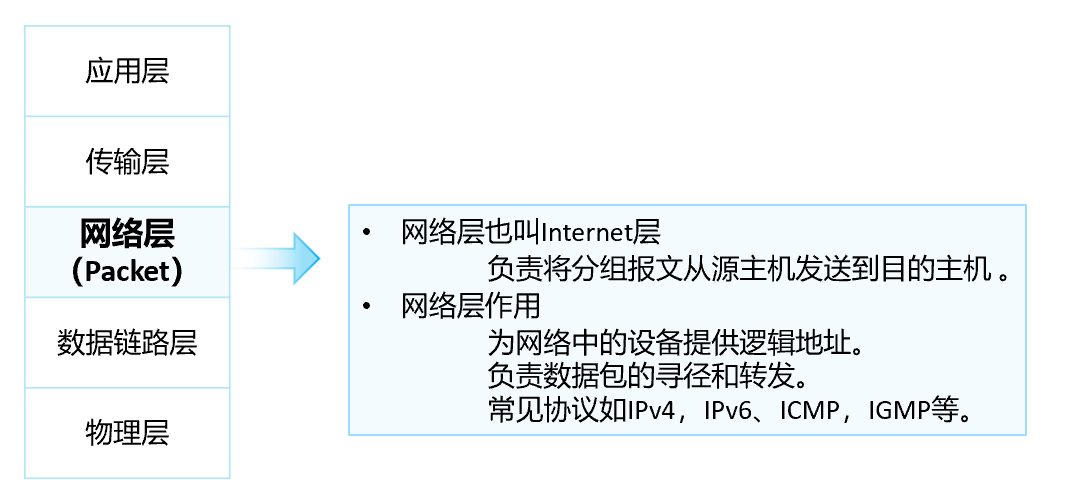 应用层
传输层
网络层
（Packet）
数据链路层
物理层
• 网络层也叫Internet层
负责将分组报文从源主机发送到目的主机 。
• 网络层作用
为网络中的设备提供逻辑地址。
负责数据包的寻径和转发。
常见协议如IPv4，IPv6、ICMP，IGMP等。